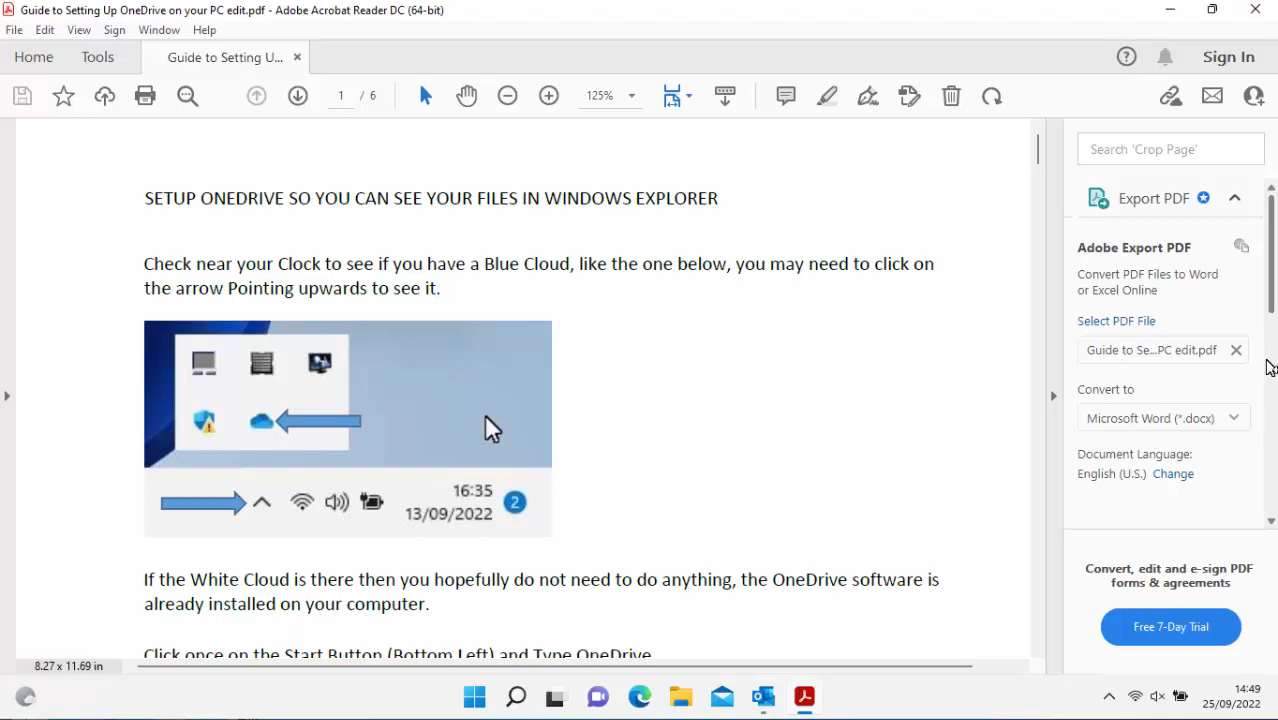 Guide to Setting Up OneDrive on your PC edit.pdf - Adobe Acrobat Reader DC (64-bit)
File Edit View Sign Window Help
Home Tools Guide to Setting U... Sign In
1 / 6 125%
Search 'Crop Page'
SETUP ONEDRIVE SO YOU CAN SEE YOUR FILES IN WINDOWS EXPLORER
Check near your Clock to see if you have a Blue Cloud, like the one below, you may need to click on
the arrow Pointing upwards to see it.
16:35
13/09/2022
2
If the White Cloud is there then you hopefully do not need to do anything, the OneDrive software is
already installed on your computer.
Click once on the Start Button (Bottom Left) and Type OneDrive
Export PDF
Adobe Export PDF
Convert PDF Files to Word
or Excel Online
Select PDF File
Guide to Se...PC edit.pdf
Convert to
Microsoft Word (*.docx)
Document Language:
English (U.S.) Change
Convert, edit and e-sign PDF
forms & agreements
Free 7-Day Trial
8.27 x 11.69 in
14:49
25/09/2022